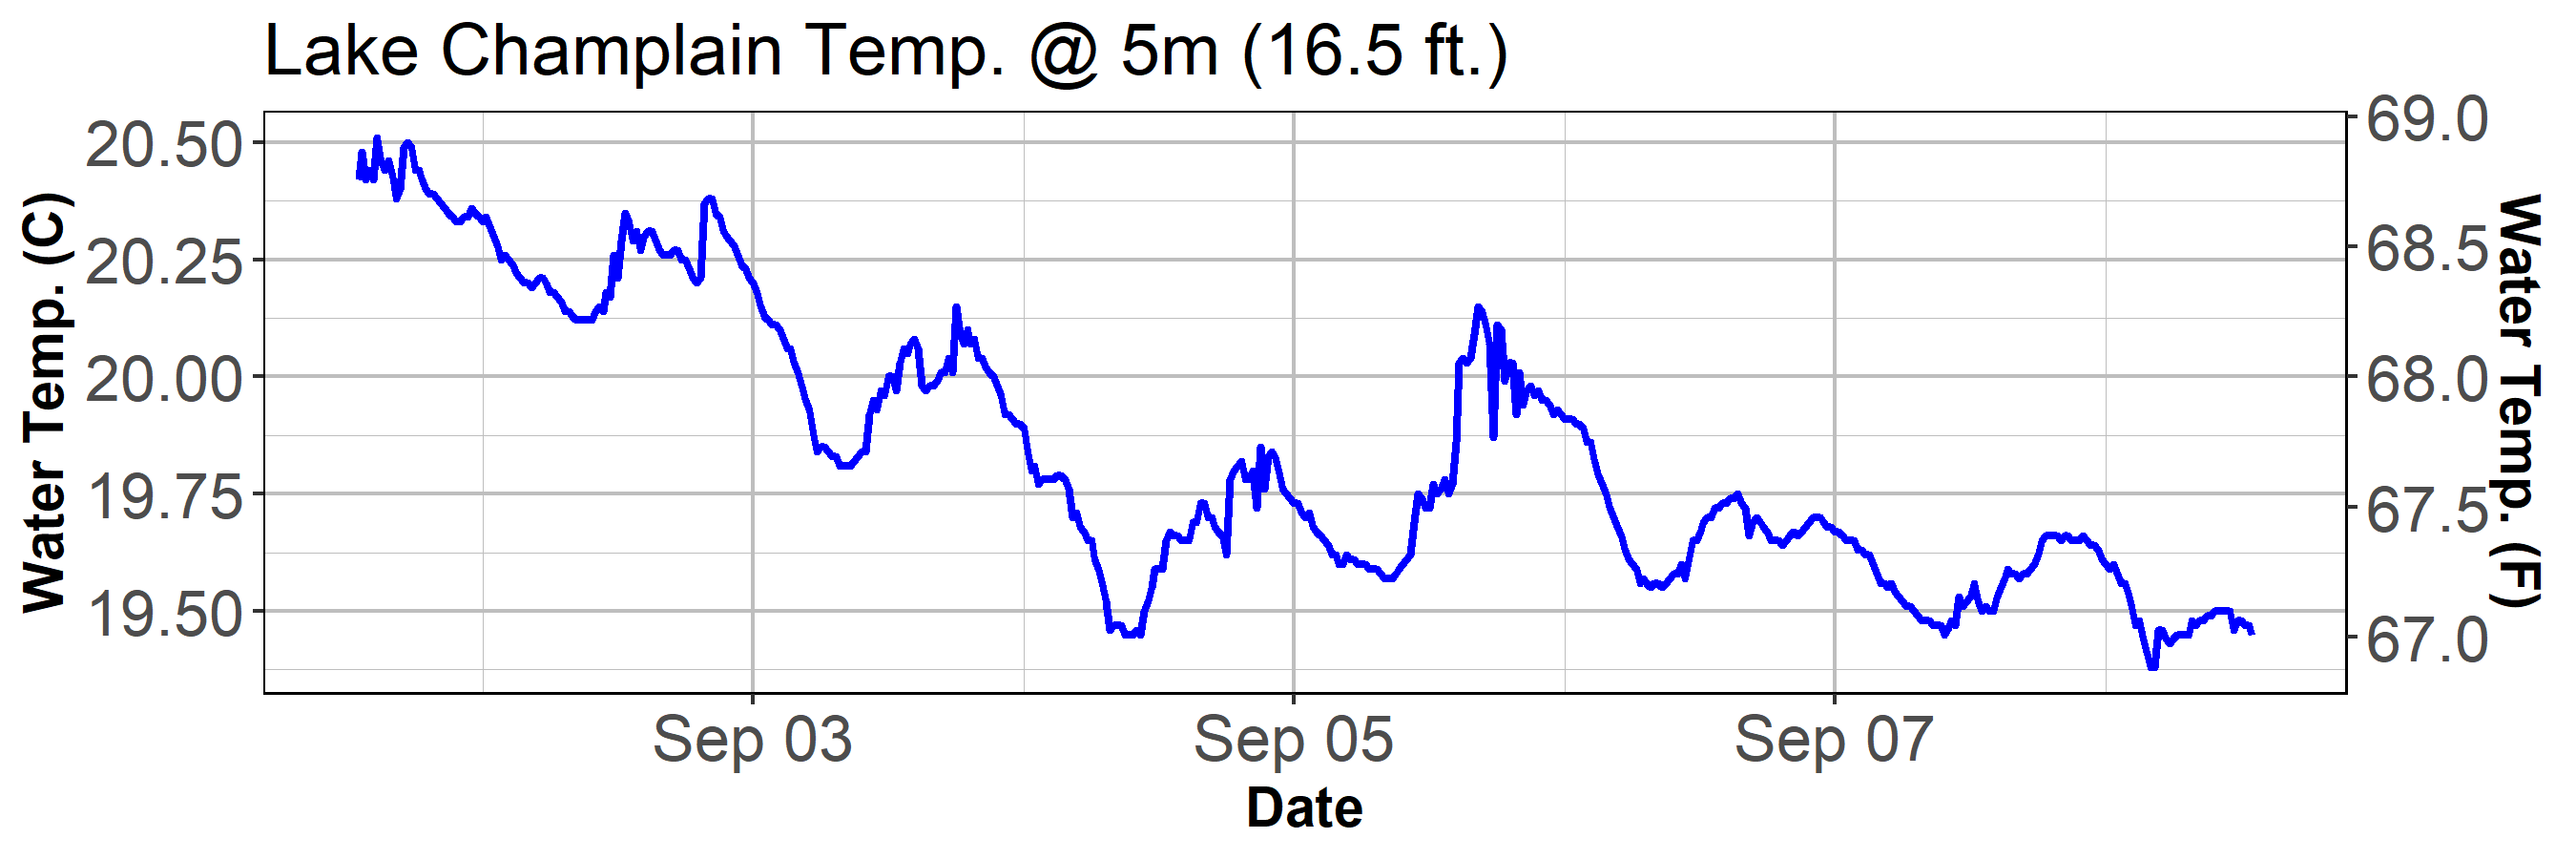 Lake Champlain Temp. @ 5m (16.5 ft.)
Water Temp. (C)
20.50
20.25
20.00
19.75
19.50
69.0
68.5
68.0
67.5
67.0
Water Temp. (F)
Sep 03
Sep 05
Sep 07
Date